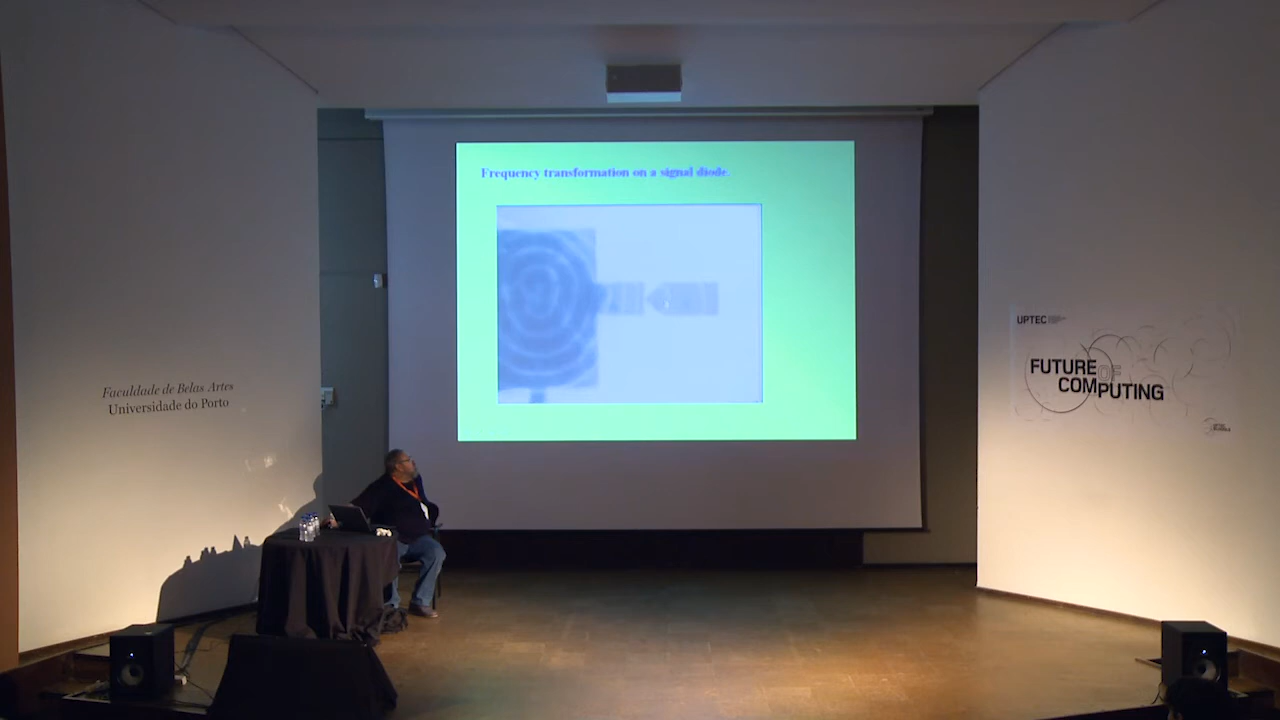 Frequency transformation on a signal diode.
Faculdade de Belas Artes
Universidade do Porto
UPTEC
FUTURE OF
COMPUTING